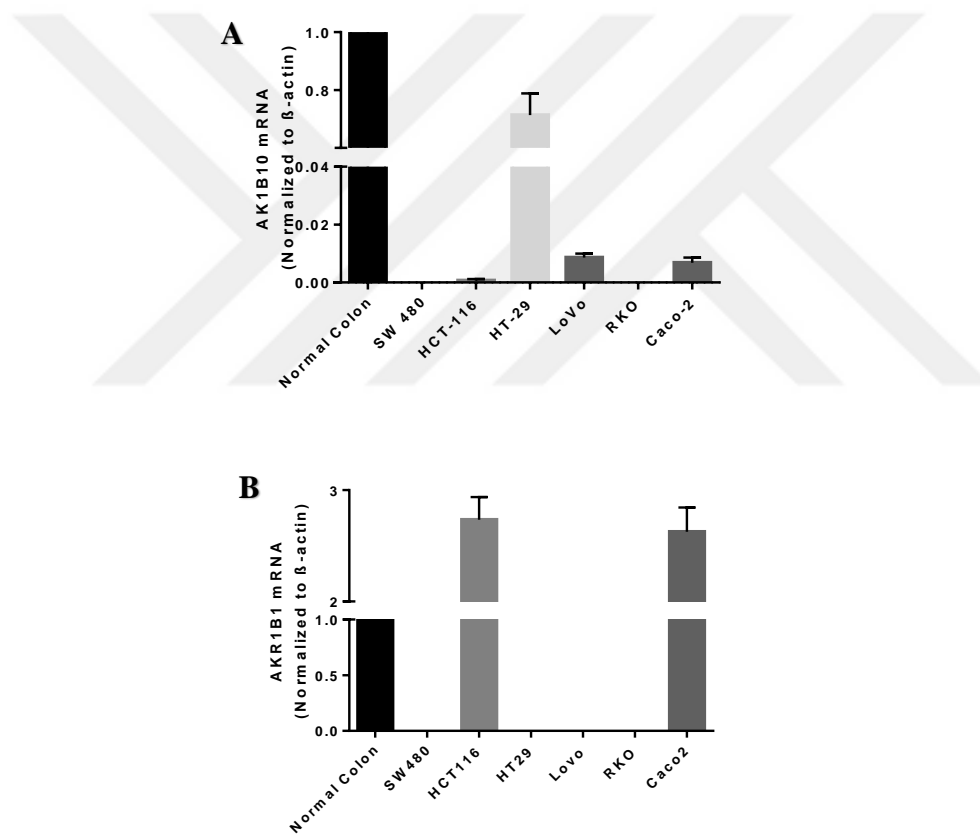 A
AK1B10 mRNA
(Normalized to ß-actin)
1.0
0.8
0.04
0.02
0.00
Normal Colon
SW 480
HCT-116
HT-29
LoVo
RKO
Caco-2
B
AKR1B1 mRNA
(Normalized to ß-actin)
3
2
1.0
0.5
0.0
Normal Colon
SW480
HCT116
HT29
Lovo
RKO
Caco2